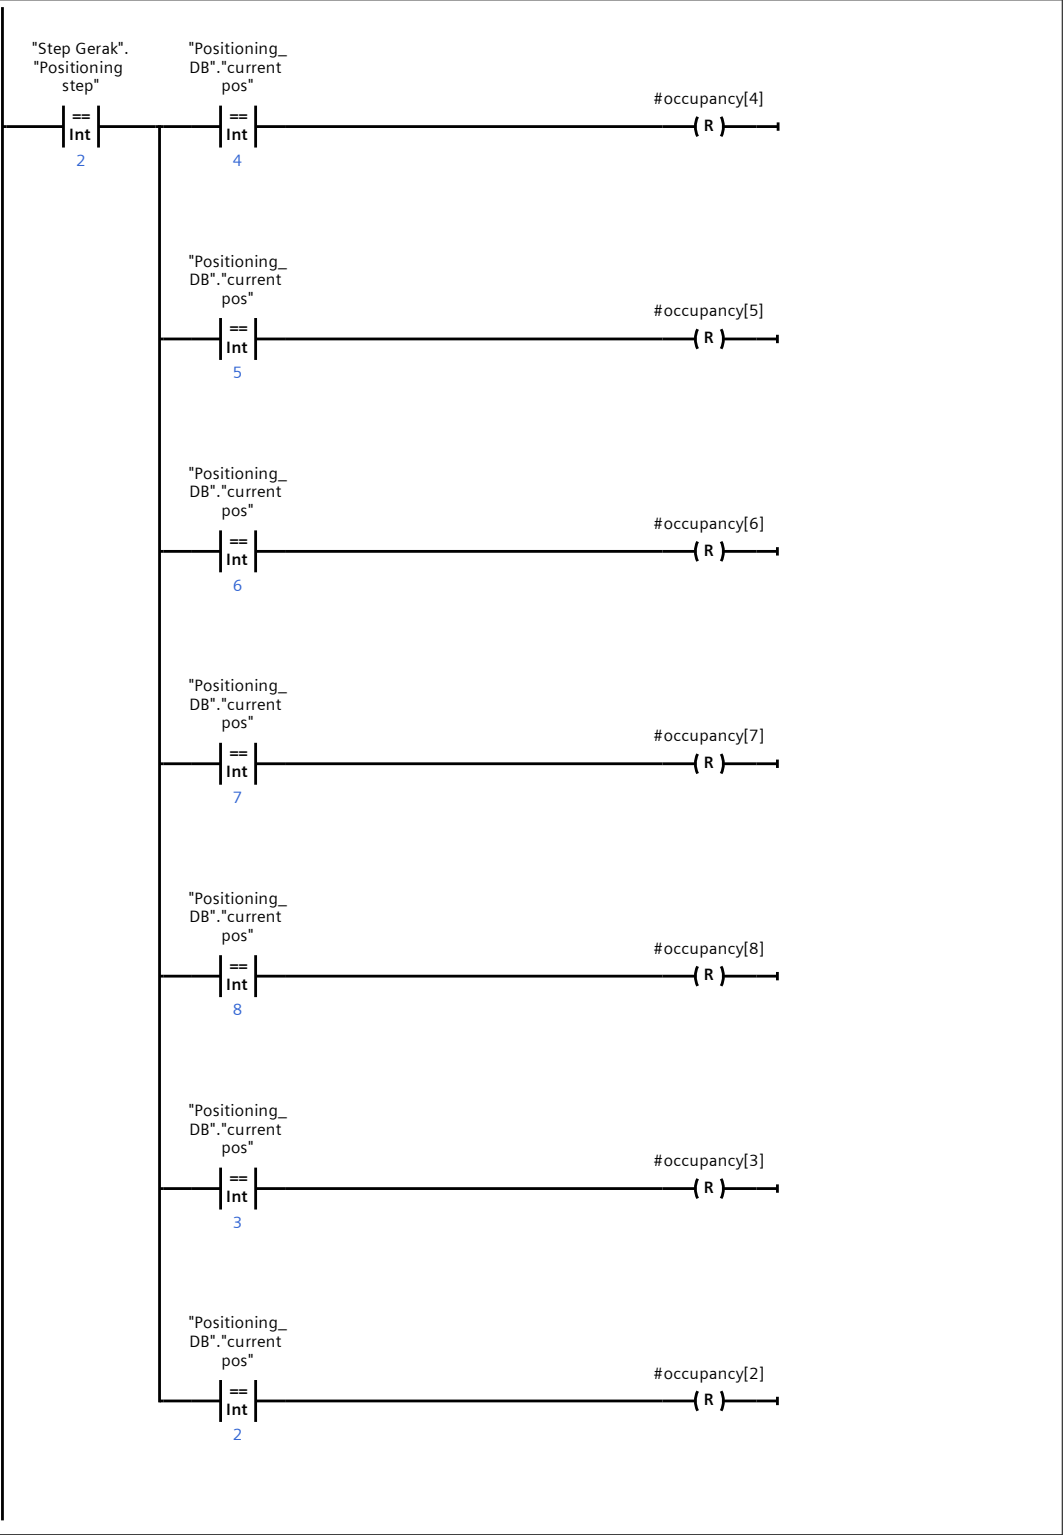 "Step Gerak".
"Positioning
step"
==
Int
2
"Positioning_
DB"."current
pos"
==
Int
4
#occupancy[4]
R
"Positioning_
DB"."current
pos"
==
Int
5
#occupancy[5]
R
"Positioning_
DB"."current
pos"
==
Int
6
#occupancy[6]
R
"Positioning_
DB"."current
pos"
==
Int
7
#occupancy[7]
R
"Positioning_
DB"."current
pos"
==
Int
8
#occupancy[8]
R
"Positioning_
DB"."current
pos"
==
Int
3
#occupancy[3]
R
"Positioning_
DB"."current
pos"
==
Int
2
#occupancy[2]
R